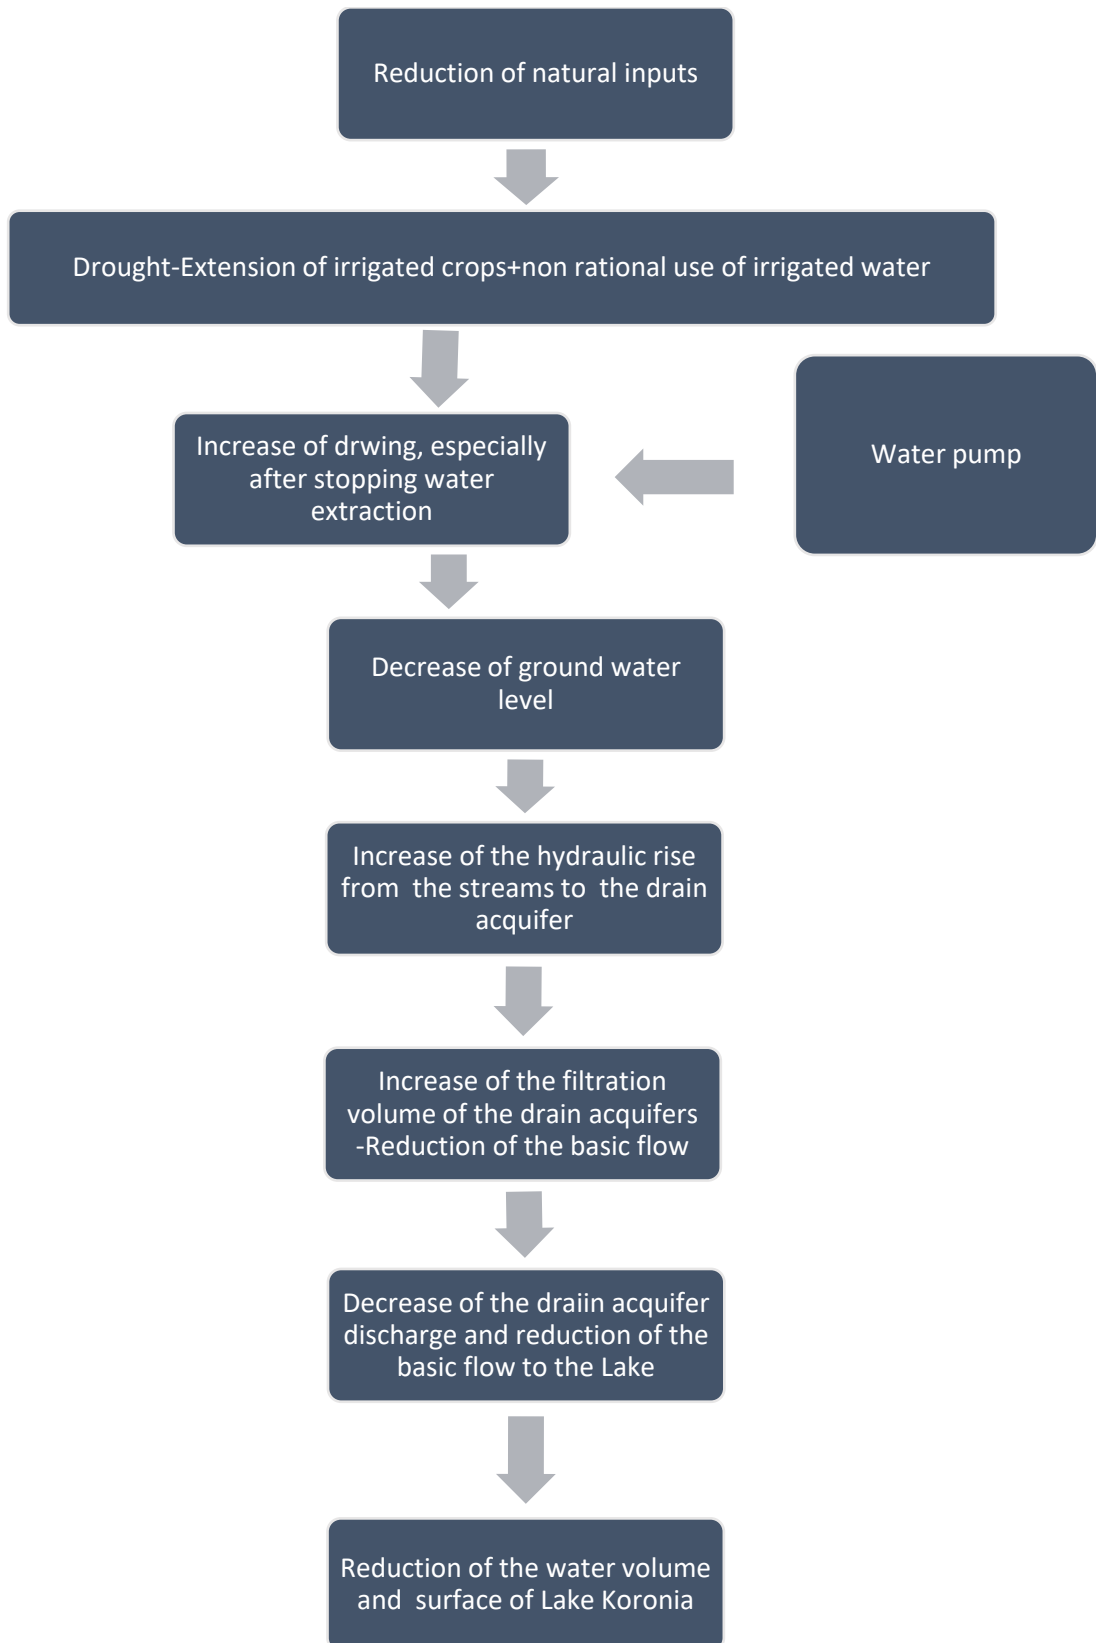 Reduction of natural inputs
Drought-Extension of irrigated crops+non rational use of irrigated water
Increase of drwing, especially
after stopping water
extraction
Water pump
Decrease of ground water
level
Increase of the hydraulic rise
from the streams to the drain
acquifer
Increase of the filtration
volume of the drain acquifers
-Reduction of the basic flow
Decrease of the draiin acquifer
discharge and reduction of the
basic flow to the Lake
Reduction of the water volume
and surface of Lake Koronia